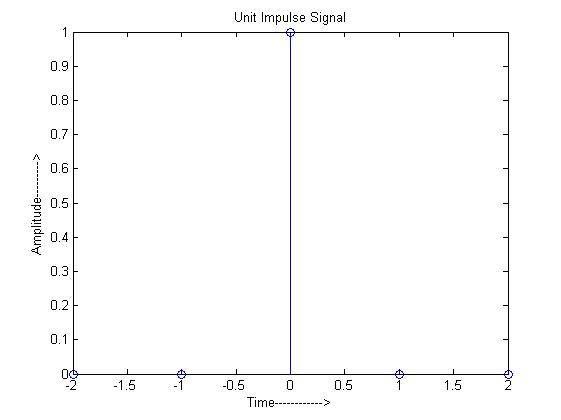 Unit Impulse Signal
1
0.9
0.8
0.7
0.6
0.5
0.4
0.3
0.2
0.1
0
Amplitude--------->
-2 -1.5 -1 -0.5 0 0.5 1 1.5 2
Time------------>